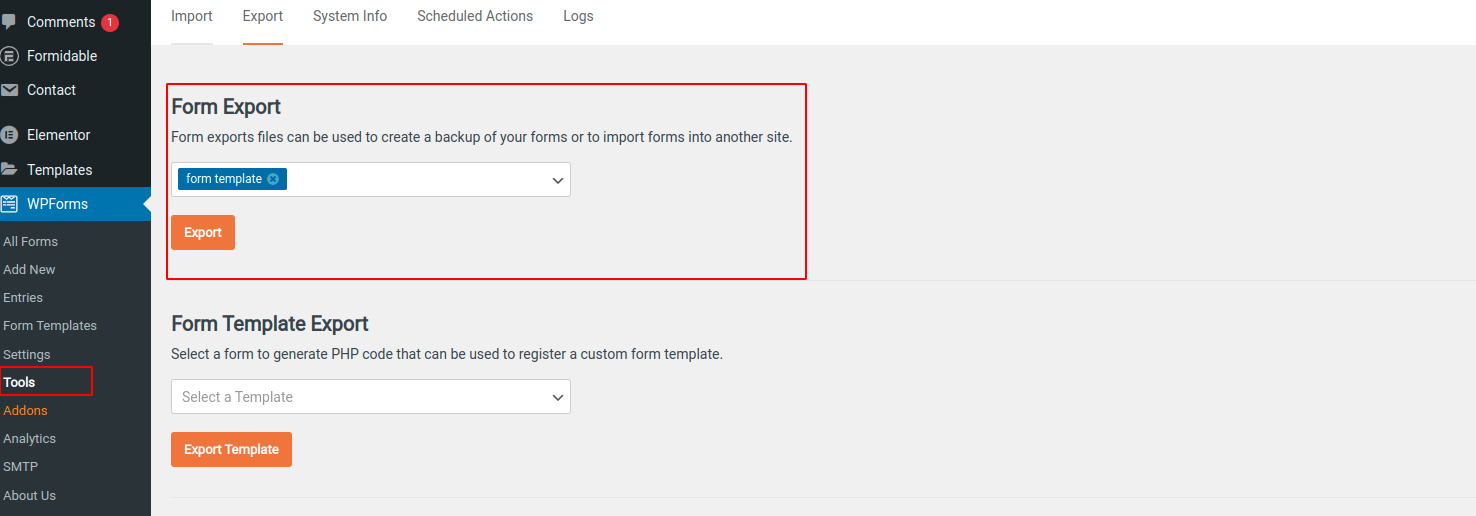 Comments 1
Formidable
Contact
Elementor
Templates
WPForms
All Forms
Add New
Entries
Form Templates
Settings
Tools
Addons
Analytics
SMTP
About Us
Import Export System Info Scheduled Actions Logs
Form Export
Form exports files can be used to create a backup of your forms or to import forms into another site.
form template
Export
Form Template Export
Select a form to generate PHP code that can be used to register a custom form template.
Select a Template
Export Template